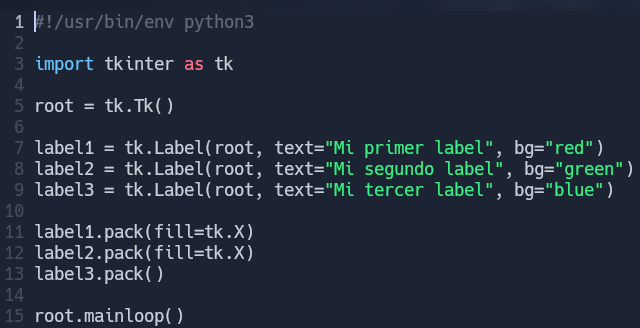 1 #!/usr/bin/env python3
2
3 import tkinter as tk
4
5 root = tk.Tk()
6
7 label1 = tk.Label(root, text="Mi primer label", bg="red")
8 label2 = tk.Label(root, text="Mi segundo label", bg="green")
9 label3 = tk.Label(root, text="Mi tercer label", bg="blue")
10
11 label1.pack(fill=tk.X)
12 label2.pack(fill=tk.X)
13 label3.pack()
14
15 root.mainloop()